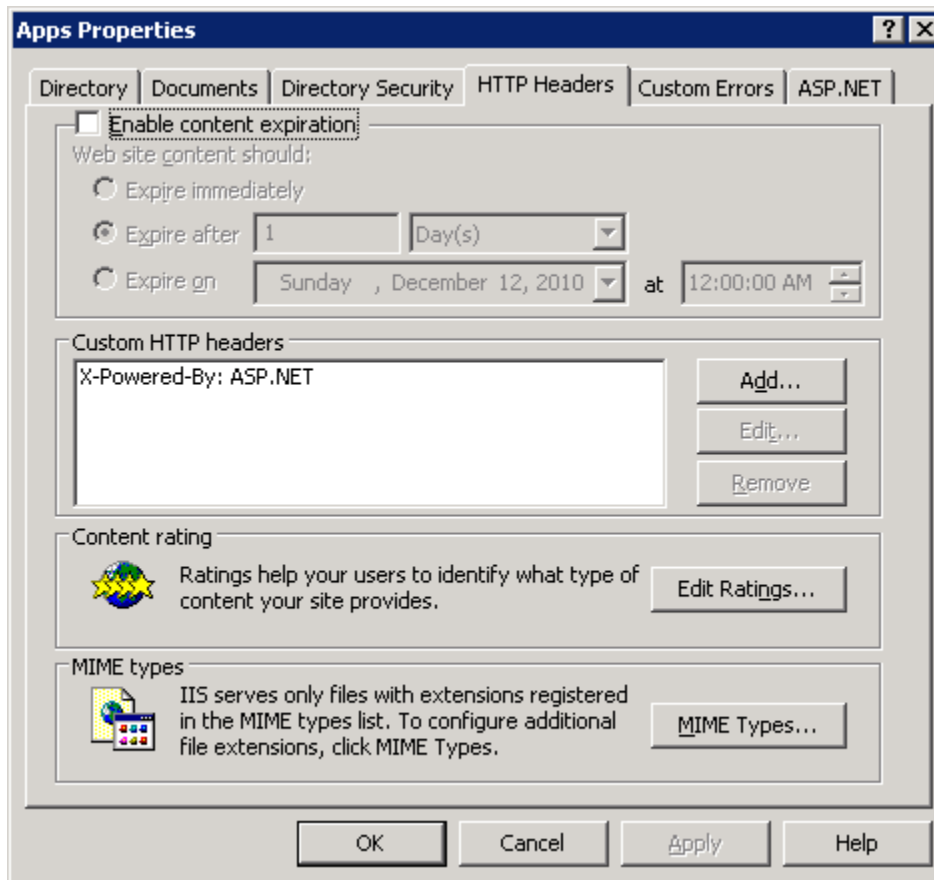 Apps Properties
Directory Documents Directory Security HTTP Headers Custom Errors ASP.NET
Enable content expiration
Web site content should:
Expire immediately
Expire after 1 Day(s)
Expire on Sunday , December 12, 2010 at 12:00:00 AM
Custom HTTP headers
X-Powered-By: ASP.NET
Add...
Edit...
Remove
Content rating
Ratings help your users to identify what type of
content your site provides.
Edit Ratings...
MIME types
IIS serves only files with extensions registered
in the MIME types list. To configure additional
file extensions, click MIME Types.
MIME Types...
OK Cancel Apply Help